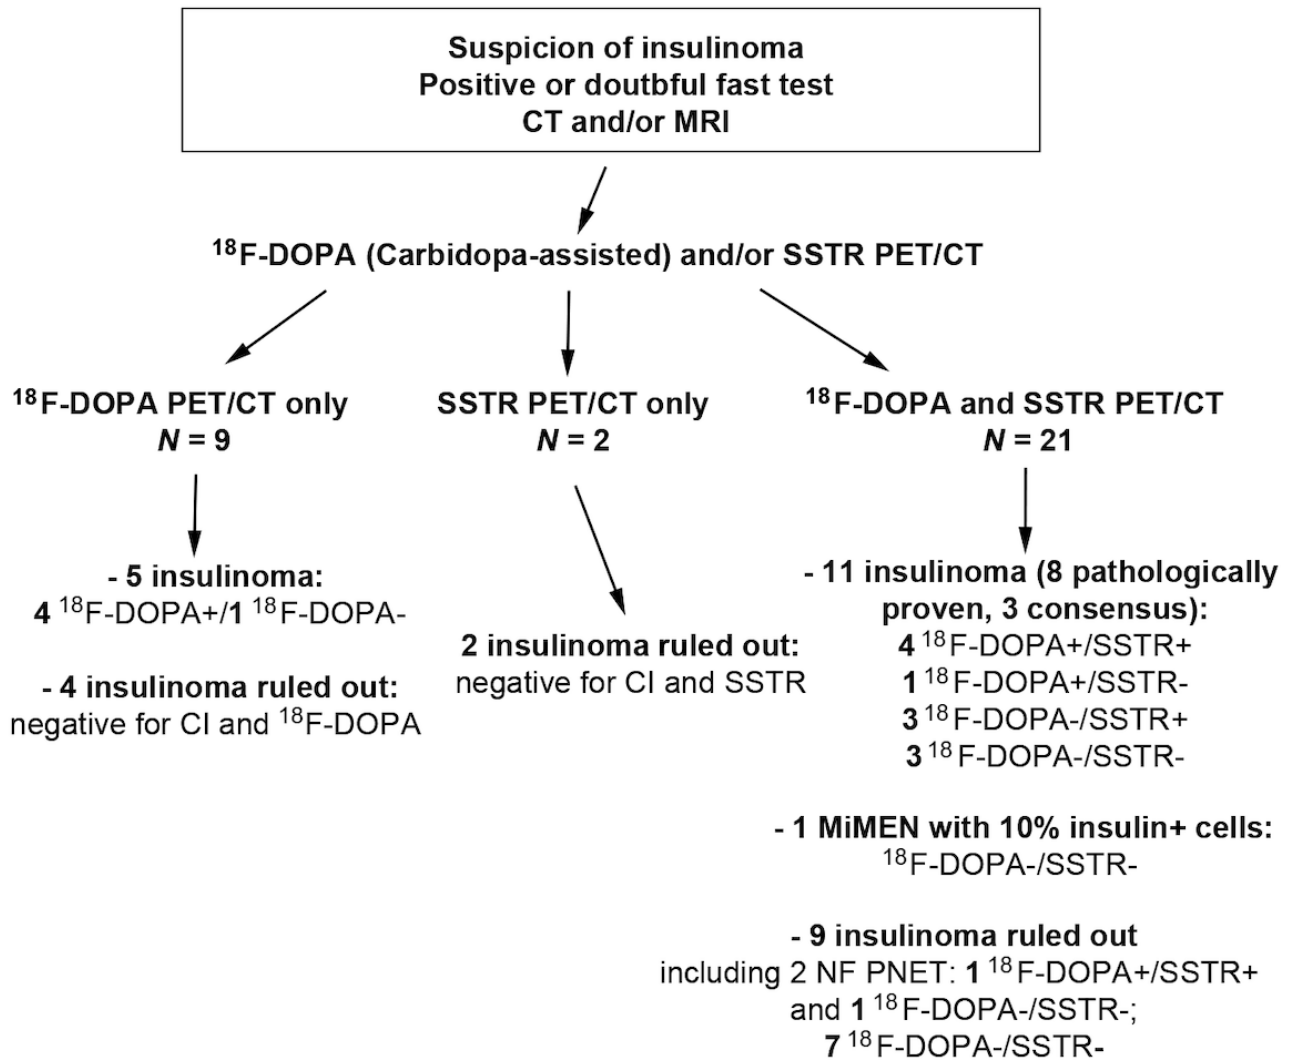 Suspicion of insulinoma
Positive or doutbful fast test
CT and/or MRI
18F-DOPA (Carbidopa-assisted) and/or SSTR PET/CT
18F-DOPA PET/CT only
N = 9
SSTR PET/CT only
N = 2
18F-DOPA and SSTR PET/CT
N = 21
- 5 insulinoma:
4 18F-DOPA+/1 18F-DOPA-
- 4 insulinoma ruled out:
negative for CI and 18F-DOPA
2 insulinoma ruled out:
negative for CI and SSTR
- 11 insulinoma (8 pathologically
proven, 3 consensus):
4 18F-DOPA+/SSTR+
1 18F-DOPA+/SSTR-
3 18F-DOPA-/SSTR+
3 18F-DOPA-/SSTR-
- 1 MiMEN with 10% insulin+ cells:
18F-DOPA-/SSTR-
- 9 insulinoma ruled out
including 2 NF PNET: 1 18F-DOPA+/SSTR+
and 1 18F-DOPA-/SSTR-;
7 18F-DOPA-/SSTR-